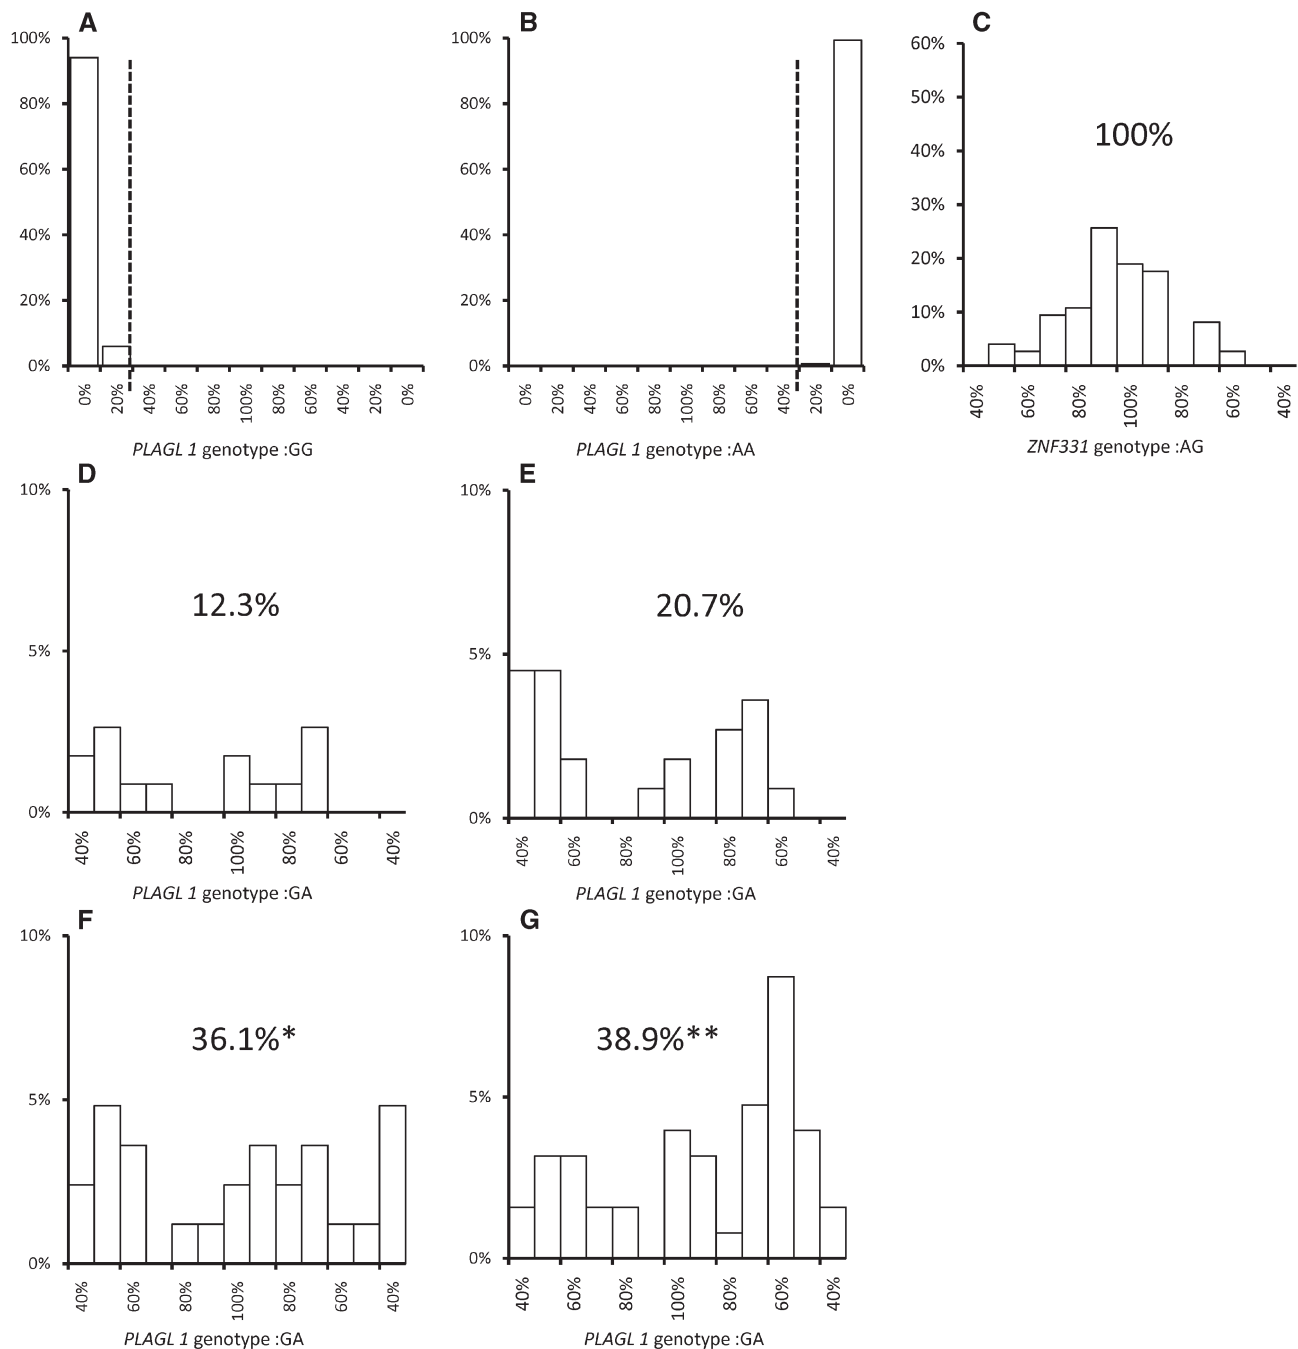 A
100%
80%
60%
40%
20%
0%
0% 20% 40% 60% 80% 100% 80% 60% 40% 20% 0%
PLAGL 1 genotype :GG
B
100%
80%
60%
40%
20%
0%
0% 20% 40% 60% 80% 100% 80% 60% 40% 20% 0%
PLAGL 1 genotype :AA
C
60%
50%
40%
30%
20%
10%
0%
100%
40% 60% 80% 100% 80% 60% 40%
ZNF331 genotype :AG
D
10%
5%
0%
12.3%
40% 60% 80% 100% 80% 60% 40%
PLAGL 1 genotype :GA
E
10%
5%
0%
20.7%
40% 60% 80% 100% 80% 60% 40%
PLAGL 1 genotype :GA
F
10%
5%
0%
36.1%*
40% 60% 80% 100% 80% 60% 40%
PLAGL 1 genotype :GA
G
10%
5%
0%
38.9%**
40% 60% 80% 100% 80% 60% 40%
PLAGL 1 genotype :GA